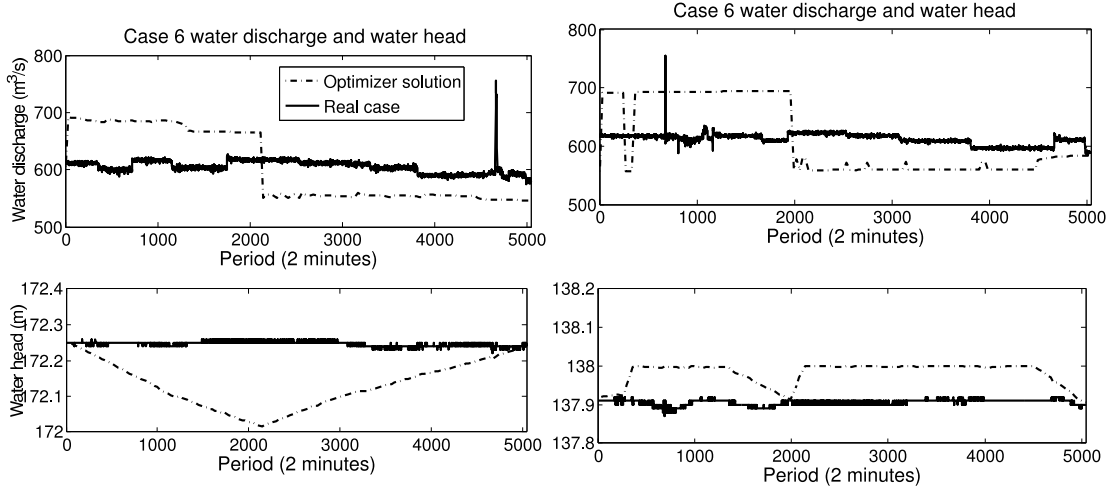 Case 6 water discharge and water head
800
700
600
500
Water discharge (m³/s)
Optimizer solution
Real case
0 1000 2000 3000 4000 5000
Period (2 minutes)
Case 6 water discharge and water head
800
700
600
500
0 1000 2000 3000 4000 5000
Period (2 minutes)
172.4
172.3
172.2
172.1
172
Water head (m)
0 1000 2000 3000 4000 5000
Period (2 minutes)
138.2
138.1
138
137.9
137.8
0 1000 2000 3000 4000 5000
Period (2 minutes)